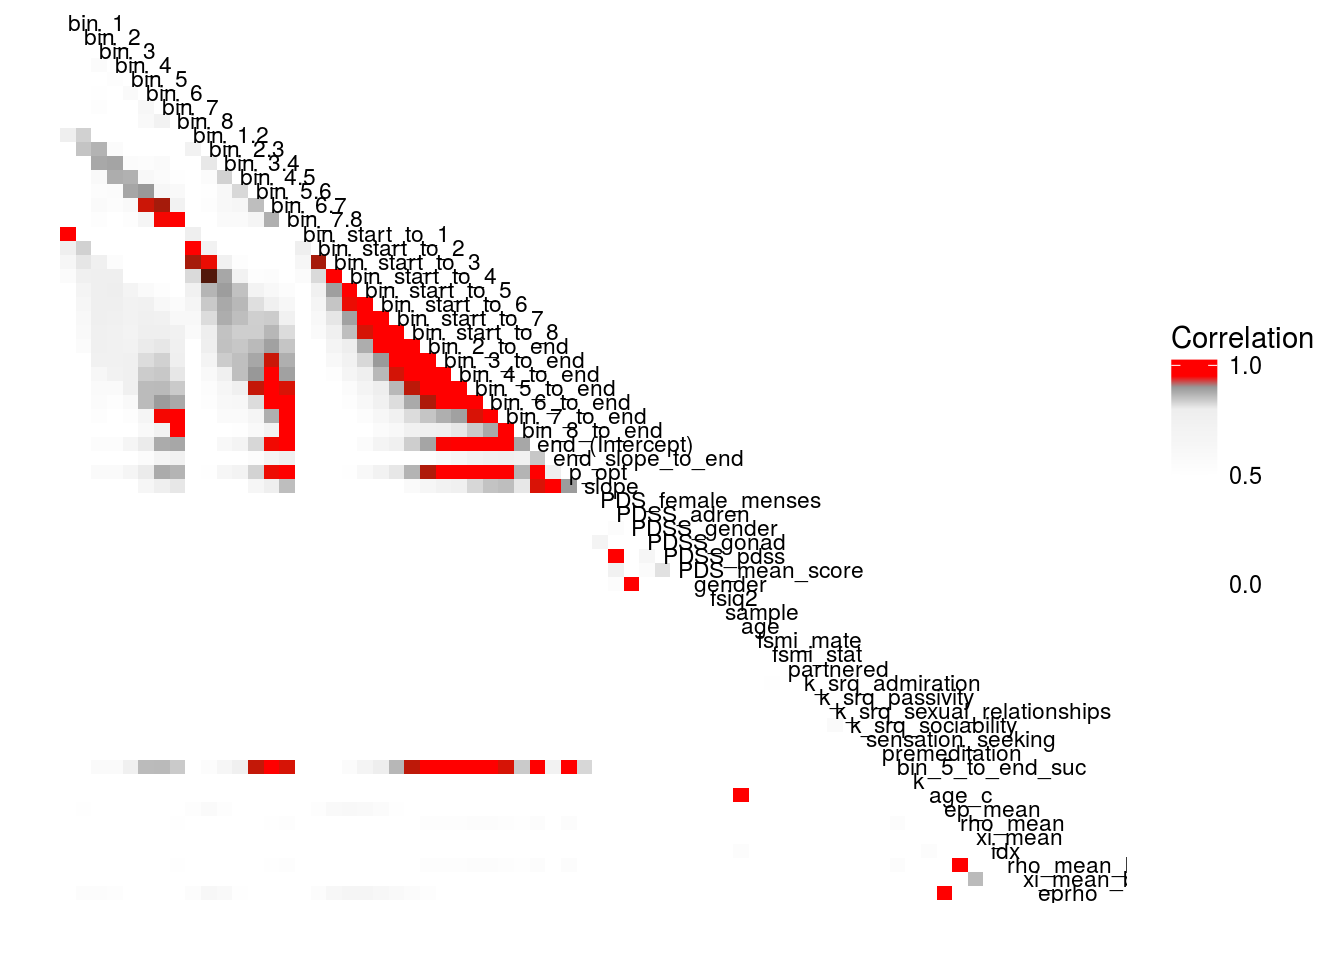 bin_1
bin_2
bin_3
bin_4
bin_5
bin_6
bin_7
bin_8
bin_1.2
bin_2.3
bin_3.4
bin_4.5
bin_5.6
bin_6.7
bin_7.8
bin_start_to_1
bin_start_to_2
bin_start_to_3
bin_start_to_4
bin_start_to_5
bin_start_to_6
bin_start_to_7
bin_start_to_8
bin_2_to_end
bin_3_to_end
bin_4_to_end
bin_5_to_end
bin_6_to_end
bin_7_to_end
bin_8_to_end
end_(Intercept)
end_slope_to_end
p_opt
slope
PDS_female_menses
PDSS_adren
PDSS_gender
PDSS_gonad
PDSS_pdss
PDS_mean_score
gender
fsiq2
sample
age
fsmi_mate
fsmi_stat
partnered
k_srq_admiration
k_srq_passivity
k_srq_sexual_relationships
k_srq_sociability
sensation_seeking
premeditation
bin_5_to_end_suc
k
age_c
ep_mean
rho_mean
xi_mean
idx
rho_mean_
xi_mean_
eprho
Correlation
1.0
0.5
0.0